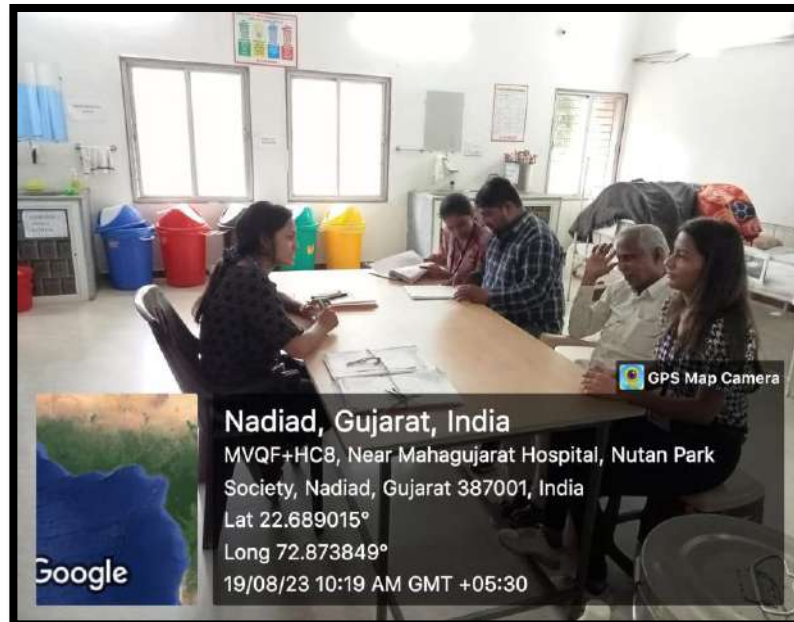 GPS Map Camera
Nadiad, Gujarat, India
MVQF+HC8, Near Mahagujarat Hospital, Nutan Park
Society, Nadiad, Gujarat 387001, India
Lat 22.689015°
Long 72.873849°
19/08/23 10:19 AM GMT +05:30
Google